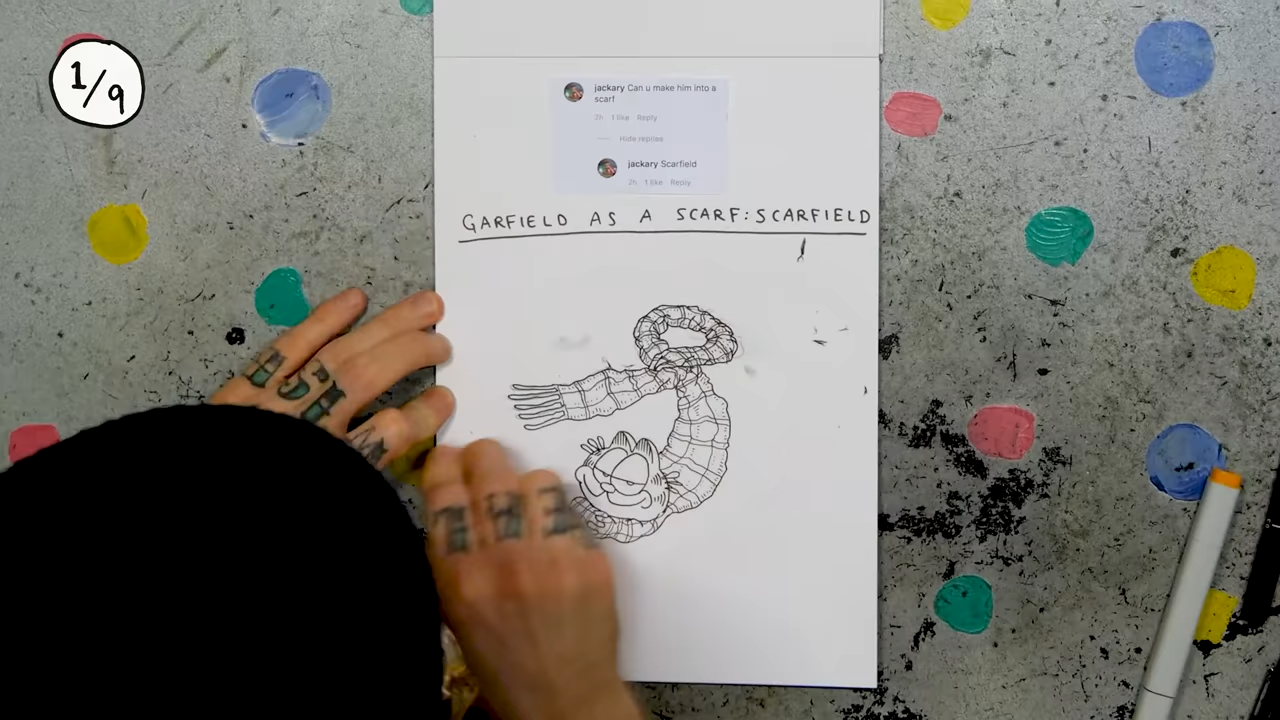 1/9
jackary Can u make him into a
scarf
2h 1 like Reply
Hide replies
jackary Scarfield
2h 1 like Reply
GARFIELD AS A SCARF: SCARFIELD